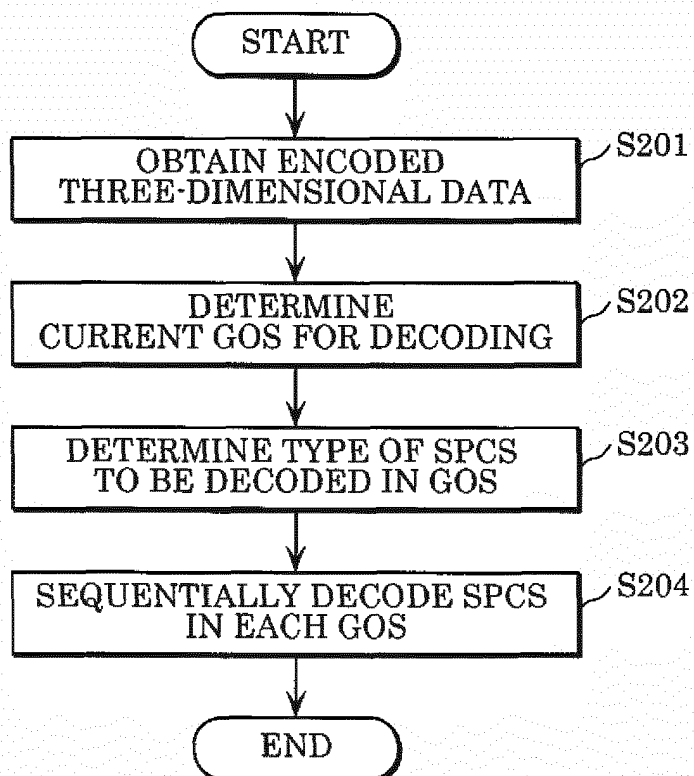 START
OBTAIN ENCODED
THREE-DIMENSIONAL DATA
S201
DETERMINE
CURRENT GOS FOR DECODING
S202
DETERMINE TYPE OF SPCS
TO BE DECODED IN GOS
S203
SEQUENTIALLY DECODE SPCS
IN EACH GOS
S204
END